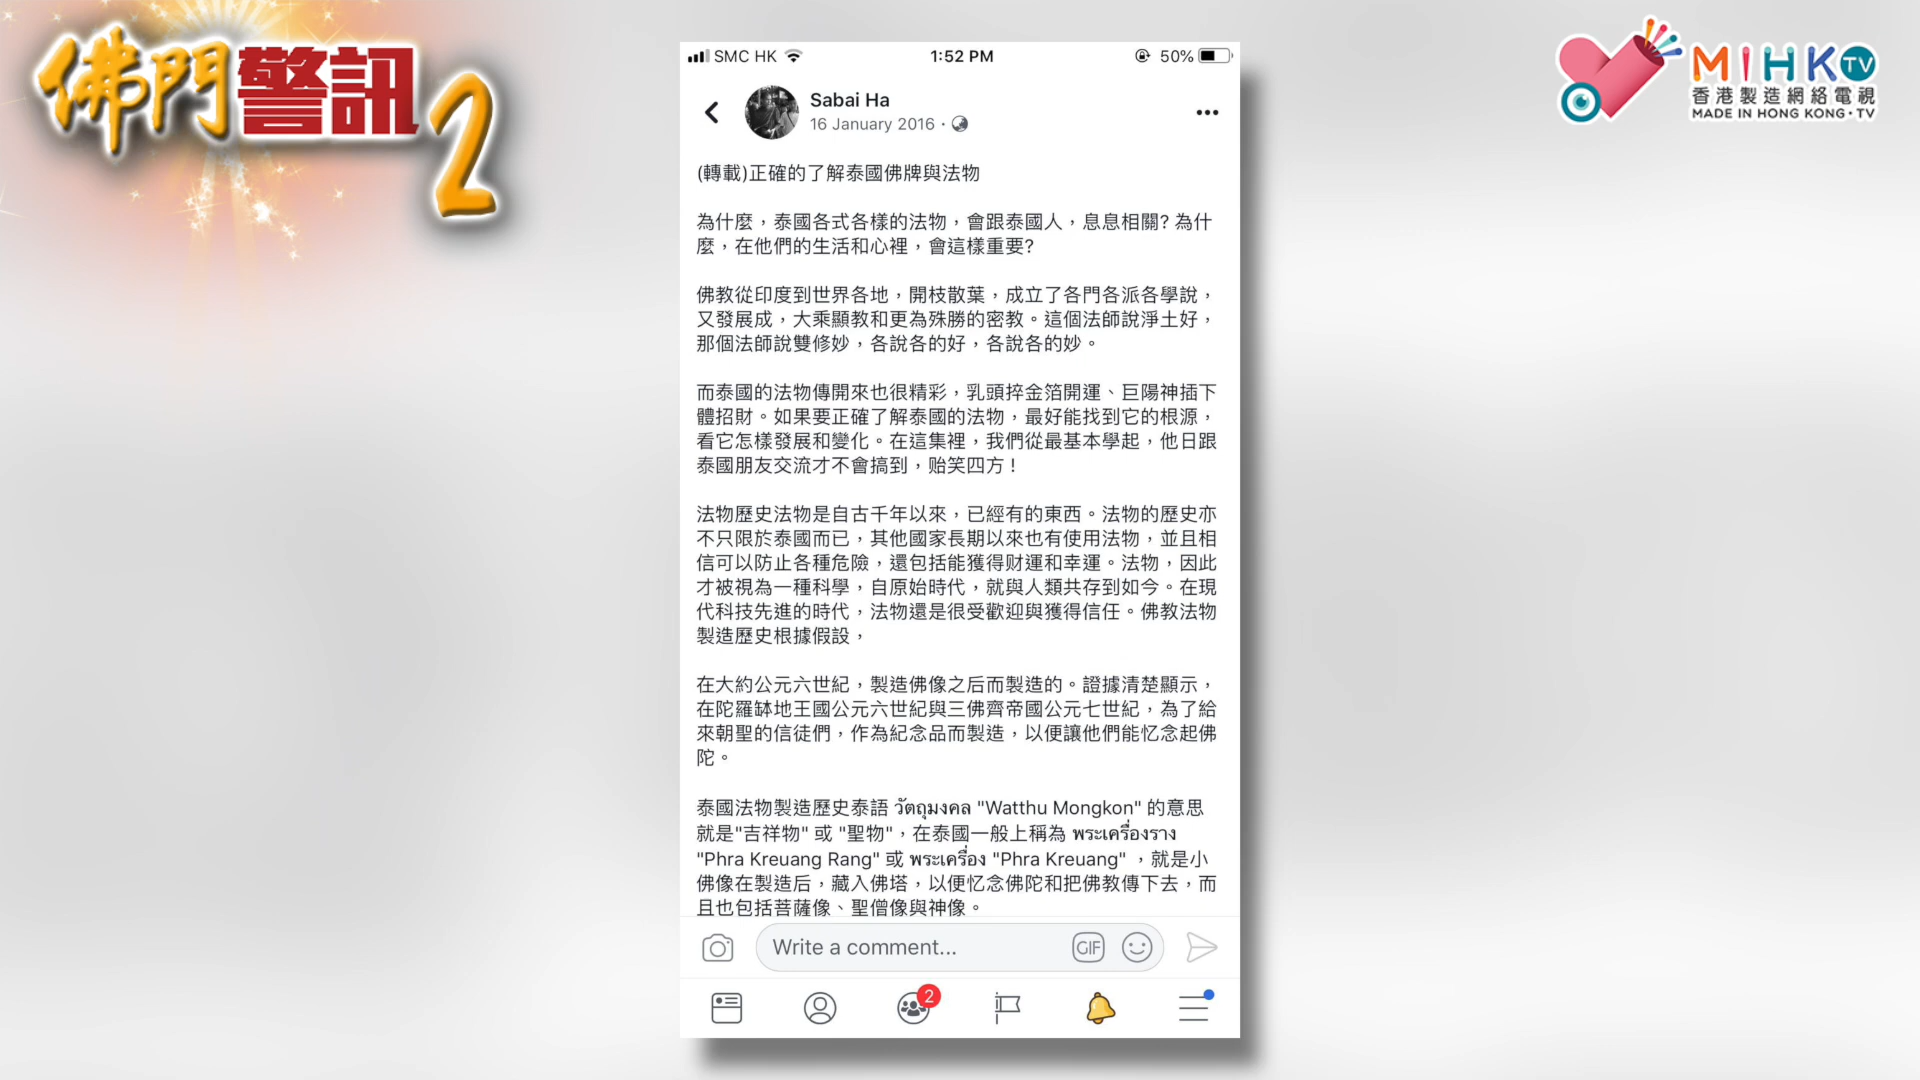 佛門警訊2
MIHK TV
香港製造網絡電視
MADE IN HONG KONG・TV
SMC HK
1:52 PM
50%
Sabai Ha
16 January 2016 ·
(轉載)正確的了解泰國佛牌與法物
為什麼，泰國各式各樣的法物，會跟泰國人，息息相關? 為什
麼，在他們的生活和心裡，會這樣重要?
佛教從印度到世界各地，開枝散葉，成立了各門各派各學說，
又發展成，大乘顯教和更為殊勝的密教。這個法師說淨土好，
那個法師說雙修妙，各說各的好，各說各的妙。
而泰國的法物傳開來也很精彩，乳頭捽金箔開運、巨陽神插下
體招財。如果要正確了解泰國的法物，最好能找到它的根源，
看它怎樣發展和變化。在這集裡，我們從最基本學起，他日跟
泰國朋友交流才不會搞到，貽笑四方！
法物歷史法物是自古千年以來，已經有的東西。法物的歷史亦
不只限於泰國而已，其他國家長期以來也有使用法物，並且相
信可以防止各種危險，還包括能獲得财運和幸運。法物，因此
才被視為一種科學，自原始時代，就與人類共存到如今。在現
代科技先進的時代，法物還是很受歡迎與獲得信任。佛教法物
製造歷史根據假設，
在大約公元六世紀，製造佛像之后而製造的。證據清楚顯示，
在陀羅缽地王國公元六世紀與三佛齊帝國公元七世紀，為了給
來朝聖的信徒們，作為紀念品而製造，以便讓他們能忆念起佛
陀。
泰國法物製造歷史泰語 วัตถุมงคล "Watthu Mongkon" 的意思
就是"吉祥物" 或 "聖物"，在泰國一般上稱為 พระเครื่องราง
"Phra Kreuang Rang" 或 พระเครื่อง "Phra Kreuang" ，就是小
佛像在製造后，藏入佛塔，以便忆念佛陀和把佛教傳下去，而
且也包括菩薩像、聖僧像與神像。
Write a comment...
GIF
2